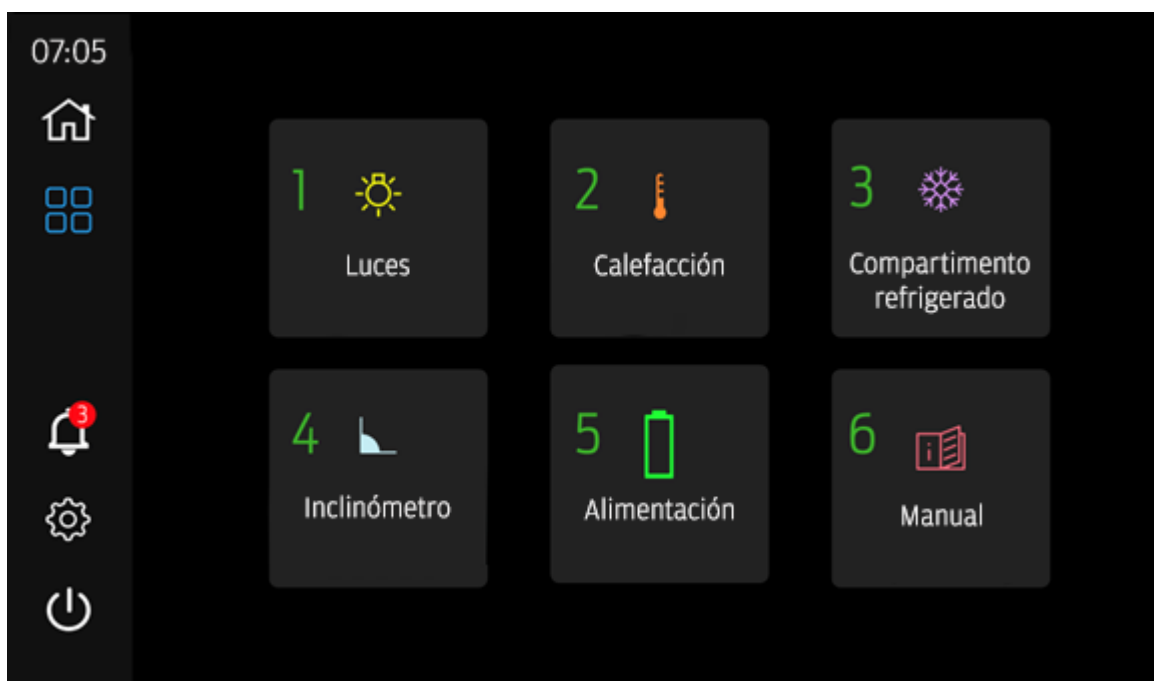 07:05
1
Luces
2
Calefacción
3
Compartimento
refrigerado
3
4
Inclinómetro
5
Alimentación
6
i
Manual